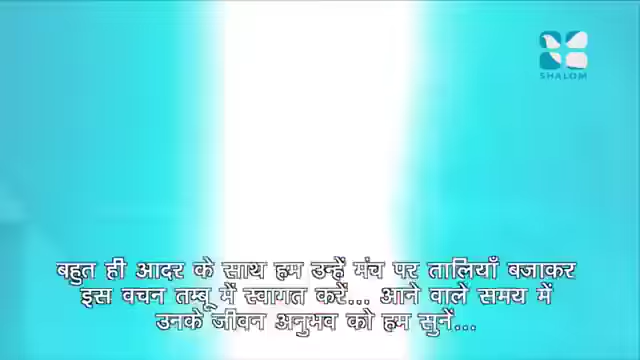 SHALOM
बहुत ही आदर के साथ हम उन्हें मंच पर तालियाँ बजाकर
इस वचन तम्बू में स्वागत करें... आने वाले समय में
उनके जीवन अनुभव को हम सुनें...